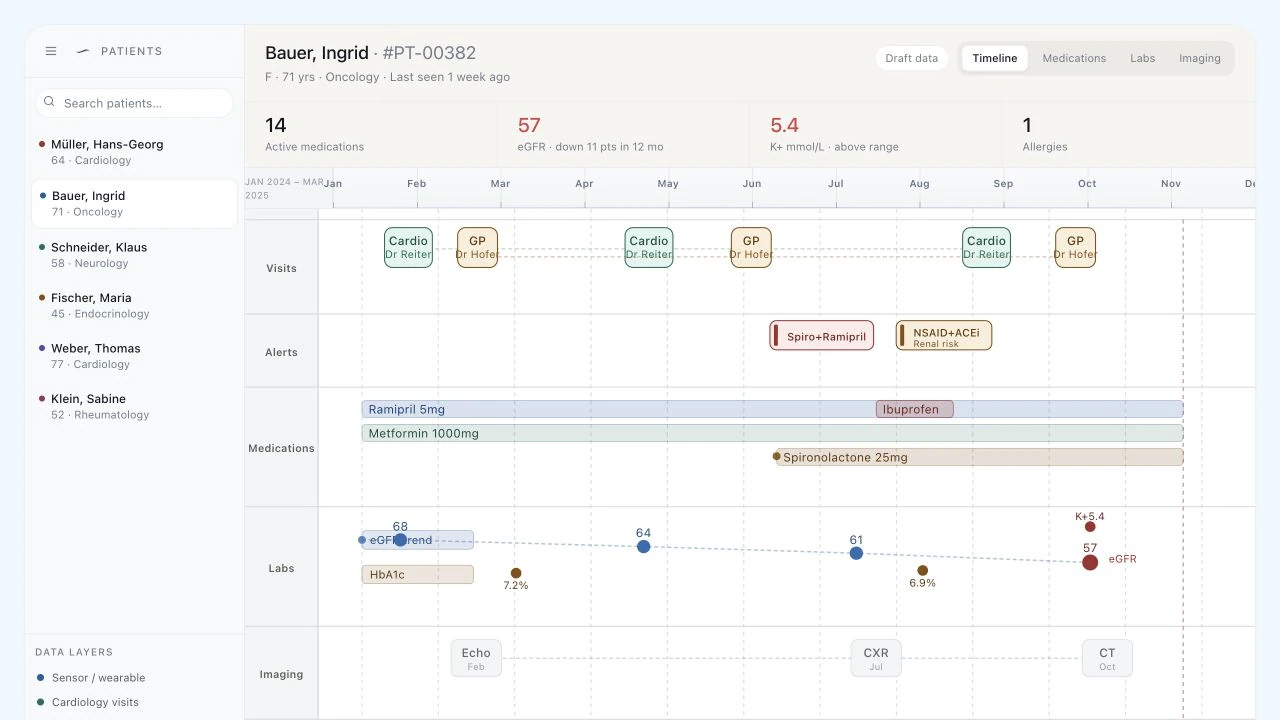 PATIENTS
Search patients...
Müller, Hans-Georg
64 · Cardiology
Bauer, Ingrid
71 · Oncology
Schneider, Klaus
58 · Neurology
Fischer, Maria
45 · Endocrinology
Weber, Thomas
77 · Cardiology
Klein, Sabine
52 · Rheumatology
DATA LAYERS
Sensor / wearable
Cardiology visits
Bauer, Ingrid · #PT-00382
F · 71 yrs · Oncology · Last seen 1 week ago
Draft data
Timeline Medications Labs Imaging
14
Active medications
57
eGFR · down 11 pts in 12 mo
5.4
K+ mmol/L · above range
1
Allergies
JAN 2024 – MAR
2025
Jan Feb Mar Apr May Jun Jul Aug Sep Oct Nov De
Visits
Cardio
Dr Reiter
GP
Dr Hofer
Cardio
Dr Reiter
GP
Dr Hofer
Cardio
Dr Reiter
GP
Dr Hofer
Alerts
Spiro+Ramipril
NSAID+ACEi
Renal risk
Medications
Ramipril 5mg
Ibuprofen
Metformin 1000mg
Spironolactone 25mg
Labs
eGFR trend
68
64
61
K+5.4
57
eGFR
HbA1c
7.2%
6.9%
Imaging
Echo
Feb
CXR
Jul
CT
Oct